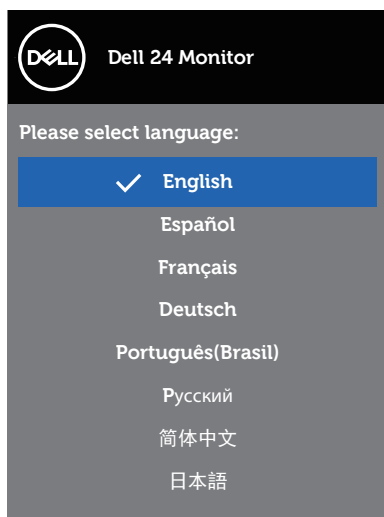 DELL
Dell 24 Monitor
Please select language:
English
Español
Français
Deutsch
Português(Brasil)
Русский
简体中文
日本語